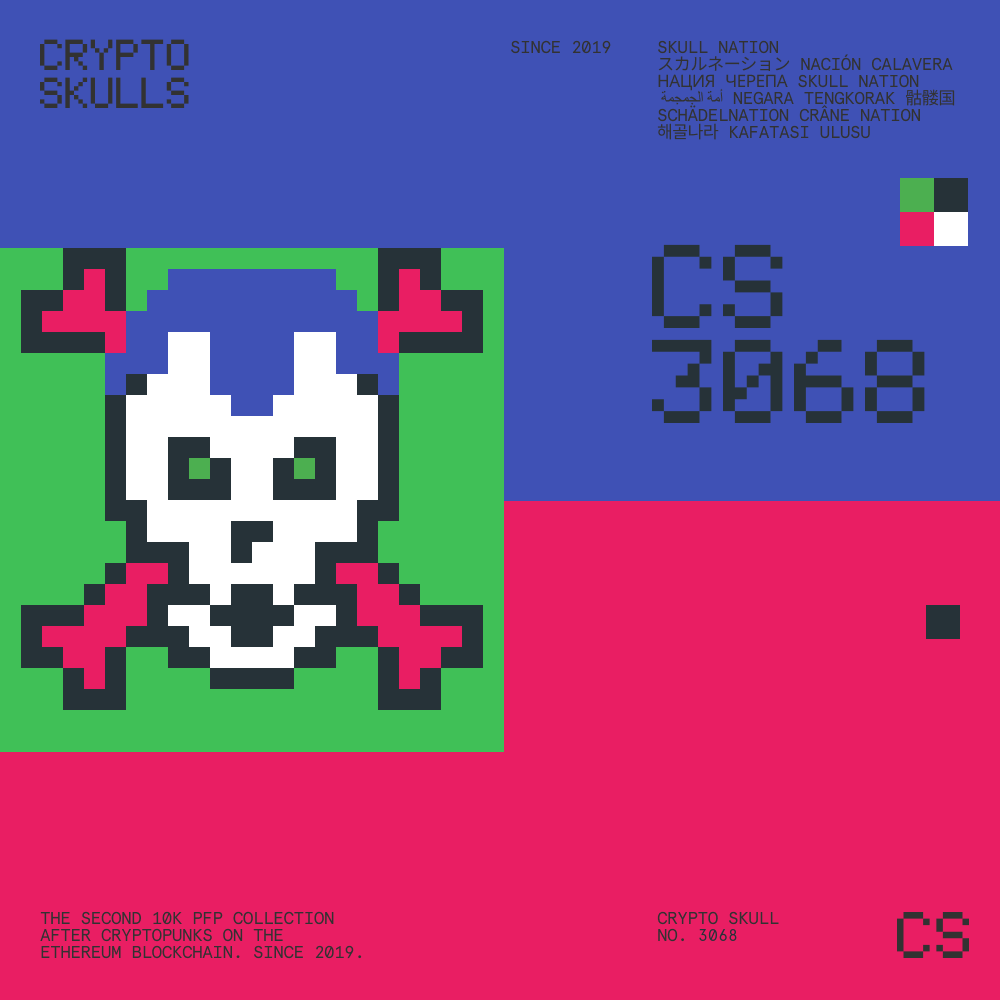 CRYPTO
SKULLS
SINCE 2019
SKULL NATION
スカルネーション NACIÓN CALAVERA
НАЦИЯ ЧЕРЕПА SKULL NATION
أمة الجمجمة NEGARA TENGKORAK 骷髅国
SCHÄDELNATION CRÂNE NATION
해골나라 KAFATASI ULUSU
CS
3068
THE SECOND 10K PFP COLLECTION
AFTER CRYPTOPUNKS ON THE
ETHEREUM BLOCKCHAIN. SINCE 2019.
CRYPTO SKULL
NO. 3068
CS